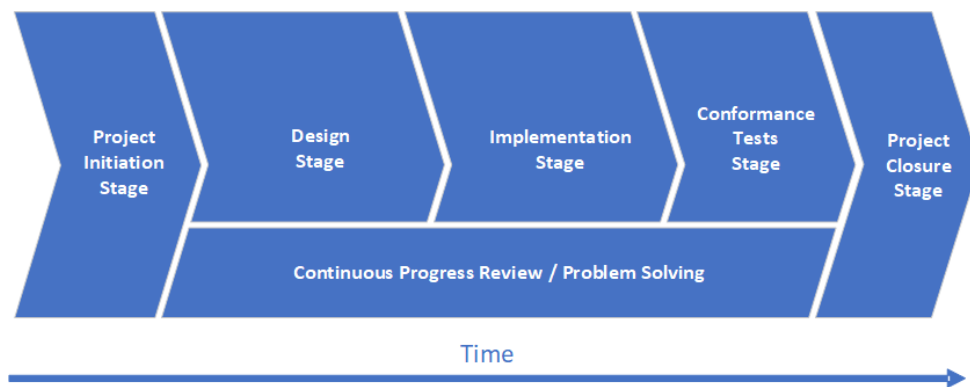 Project
Initiation
Stage
Design
Stage
Implementation
Stage
Conformance
Tests
Stage
Project
Closure
Stage
Continuous Progress Review / Problem Solving
Time